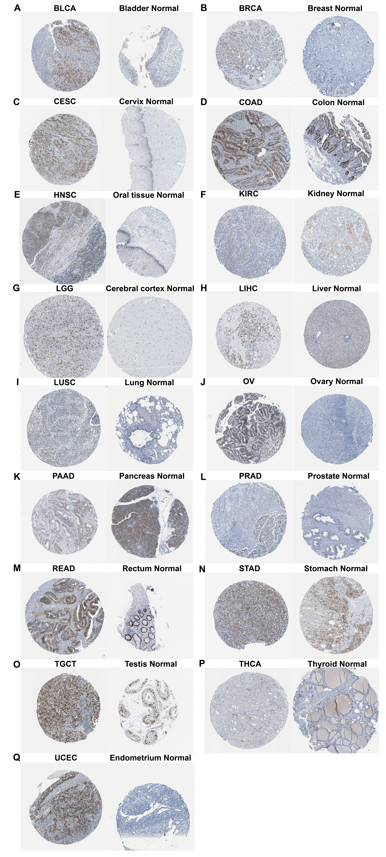 A BLCA Bladder Normal B BRCA Breast Normal
C CESC Cervix Normal D COAD Colon Normal
E HNSC Oral tissue Normal F KIRC Kidney Normal
G LGG Cerebral cortex Normal H LIHC Liver Normal
I LUSC Lung Normal J OV Ovary Normal
K PAAD Pancreas Normal L PRAD Prostate Normal
M READ Rectum Normal N STAD Stomach Normal
O TGCT Testis Normal P THCA Thyroid Normal
Q UCEC Endometrium Normal